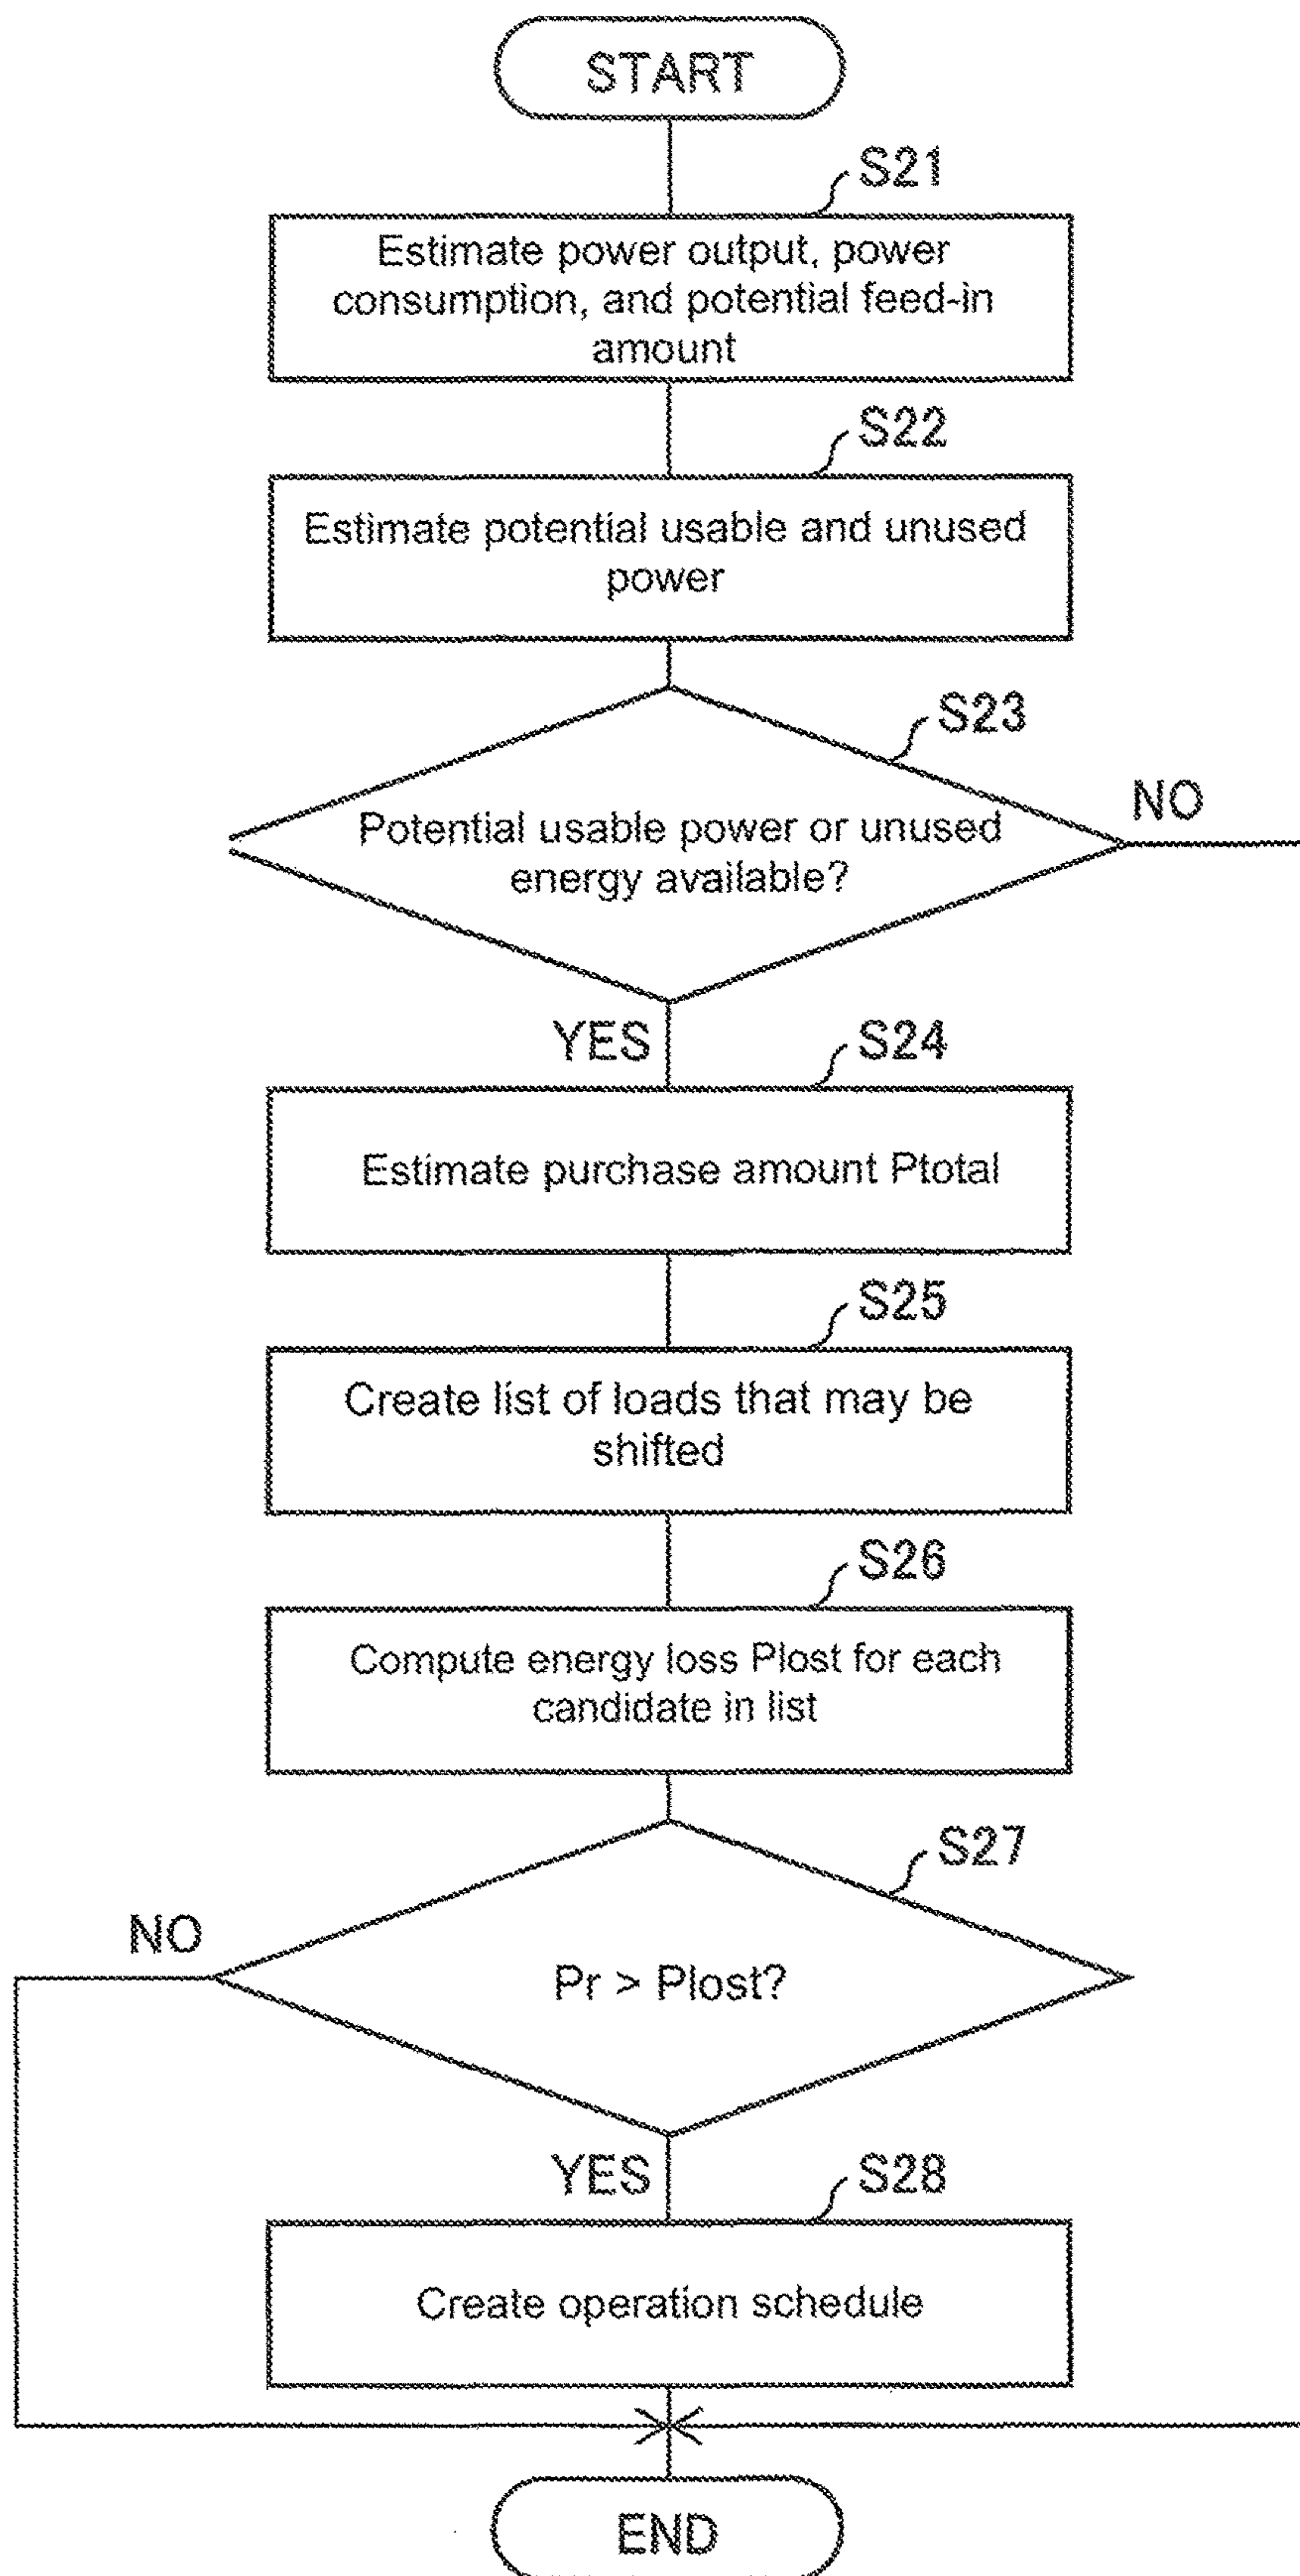 START
S21
Estimate power output, power
consumption, and potential feed-in
amount
S22
Estimate potential usable and unused
power
S23
NO
Potential usable power or unused
energy available?
YES
S24
Estimate purchase amount Ptotal
S25
Create list of loads that may be
shifted
S26
Compute energy loss Plost for each
candidate in list
S27
NO
Pr > Plost?
YES
S28
Create operation schedule
END